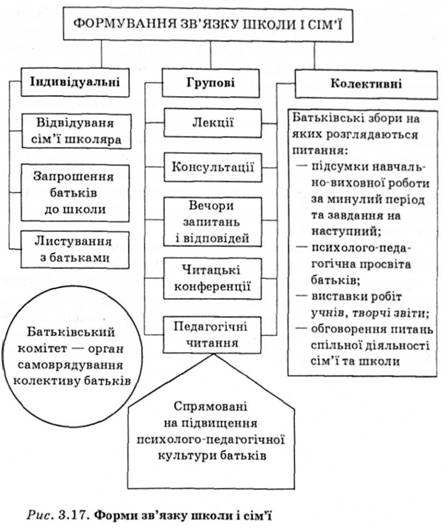 ФОРМУВАННЯ ЗВ'ЯЗКУ ШКОЛИ І СІМ'Ї
Індивідуальні
Відвідуваня
сім'ї школяра
Запрошення
батьків
до школи
Листування
з батьками
Батьківський
комітет — орган
самоврядування
колективу батьків
Групові
Лекції
Консультації
Вечори
запитань
і відповідей
Читацькі
конференції
Педагогічні
читання
Спрямовані
на підвищення
психолого-педагогічної
культури батьків
Колективні
Батьківські збори на
яких розглядаються
питання:
— підсумки навчаль-
но-виховної роботи
за минулий період
та завдання на
наступний;
— психолого-педа-
гогічна просвіта
батьків;
— виставки робіт
учнів, творчі звіти;
— обговорення питань
спільної діяльності
сім'ї та школи
Рис. 3.17. Форми зв'язку школи і сім'ї